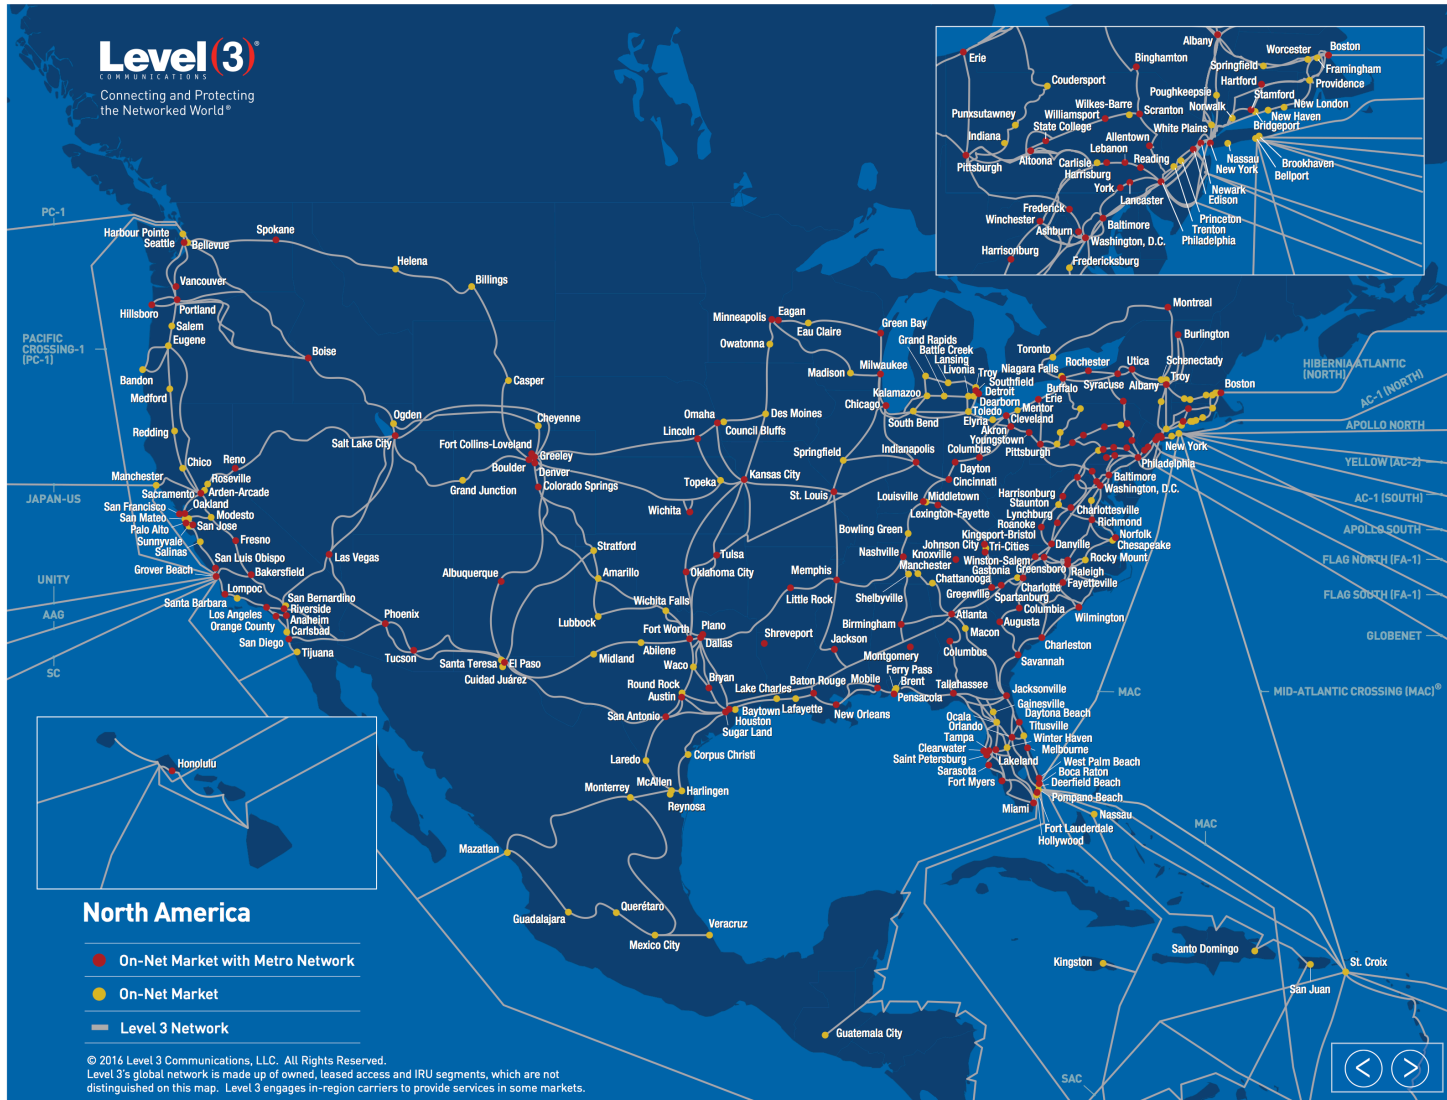 Level(3)®
COMMUNICATIONS
Connecting and Protecting
the Networked World®
Erie
Albany
Worcester
Boston
Binghamton
Springfield
Framingham
Coudersport
Hartford
Providence
Poughkeepsie
Stamford
Wilkes-Barre
Norwalk
New London
Punxsutawney
Williamsport
Scranton
New Haven
State College
White Plains
Bridgeport
Indiana
Allentown
Lebanon
Altoona
Carlisle
Reading
Nassau
Brookhaven
Pittsburgh
Harrisburg
New York
Bellport
York
Newark
Lancaster
Edison
Frederick
Winchester
Baltimore
Princeton
Ashburn
Trenton
Washington, D.C.
Philadelphia
Harrisonburg
Fredericksburg
PC-1
Harbour Pointe
Seattle
Bellevue
Spokane
Helena
Billings
Vancouver
Hillsboro
Portland
Salem
Eugene
PACIFIC
CROSSING-1
(PC-1)
Boise
Bandon
Medford
Casper
Redding
Ogden
Cheyenne
Salt Lake City
Fort Collins-Loveland
Greeley
Boulder
Denver
Colorado Springs
Grand Junction
Chico
Reno
Manchester
Roseville
Sacramento
Arden-Arcade
JAPAN-US
San Francisco
Oakland
San Mateo
Modesto
Palo Alto
San Jose
Sunnyvale
Salinas
Fresno
San Luis Obispo
Las Vegas
Grover Beach
Bakersfield
UNITY
Lompoc
San Bernardino
Santa Barbara
Riverside
AAG
Los Angeles
Anaheim
Orange County
Carlsbad
San Diego
Phoenix
Tijuana
Tucson
SC
Albuquerque
Santa Teresa
El Paso
Cuidad Juárez
Stratford
Amarillo
Wichita Falls
Lubbock
Midland
Abilene
Fort Worth
Plano
Dallas
Waco
Round Rock
Bryan
Austin
San Antonio
Baytown
Houston
Sugar Land
Lake Charles
Lafayette
Baton Rouge
New Orleans
Mobile
Laredo
Corpus Christi
McAllen
Harlingen
Monterrey
Reynosa
Minneapolis
Eagan
Eau Claire
Owatonna
Green Bay
Madison
Milwaukee
Chicago
Omaha
Des Moines
Lincoln
Council Bluffs
Springfield
Topeka
Kansas City
St. Louis
Wichita
Tulsa
Oklahoma City
Memphis
Little Rock
Shreveport
Jackson
Grand Rapids
Battle Creek
Lansing
Livonia
Troy
Southfield
Kalamazoo
Detroit
Dearborn
Toledo
South Bend
Elyria
Mentor
Cleveland
Akron
Youngstown
Erie
Indianapolis
Columbus
Pittsburgh
Dayton
Cincinnati
Louisville
Middletown
Lexington-Fayette
Bowling Green
Nashville
Knoxville
Manchester
Chattanooga
Shelbyville
Birmingham
Montgomery
Johnson City
Kingsport-Bristol
Tri-Cities
Winston-Salem
Gastonia
Greensboro
Greenville
Spartanburg
Charlotte
Atlanta
Columbia
Macon
Augusta
Columbus
Charleston
Savannah
Ferry Pass
Brent
Pensacola
Tallahassee
Montreal
Burlington
Toronto
Rochester
Utica
Schenectady
Niagara Falls
Troy
Buffalo
Syracuse
Albany
Boston
New York
Philadelphia
Baltimore
Washington, D.C.
Harrisonburg
Staunton
Charlottesville
Lynchburg
Richmond
Roanoke
Norfolk
Chesapeake
Danville
Rocky Mount
Raleigh
Fayetteville
Wilmington
Jacksonville
Gainesville
Ocala
Daytona Beach
Orlando
Titusville
Tampa
Winter Haven
Clearwater
Melbourne
Saint Petersburg
Lakeland
West Palm Beach
Sarasota
Boca Raton
Fort Myers
Deerfield Beach
Pompano Beach
Miami
Nassau
Fort Lauderdale
Hollywood
HIBERNIA ATLANTIC
(NORTH)
AC-1 (NORTH)
APOLLO NORTH
YELLOW (AC-2)
AC-1 (SOUTH)
APOLLO SOUTH
FLAG NORTH (FA-1)
FLAG SOUTH (FA-1)
GLOBENET
MAC
MID-ATLANTIC CROSSING (MAC)®
MAC
Honolulu
Mazatlan
Guadalajara
Querétaro
Mexico City
Veracruz
Guatemala City
Kingston
Santo Domingo
San Juan
St. Croix
SAC
North America
On-Net Market with Metro Network
On-Net Market
Level 3 Network
© 2016 Level 3 Communications, LLC. All Rights Reserved.
Level 3's global network is made up of owned, leased access and IRU segments, which are not
distinguished on this map. Level 3 engages in-region carriers to provide services in some markets.